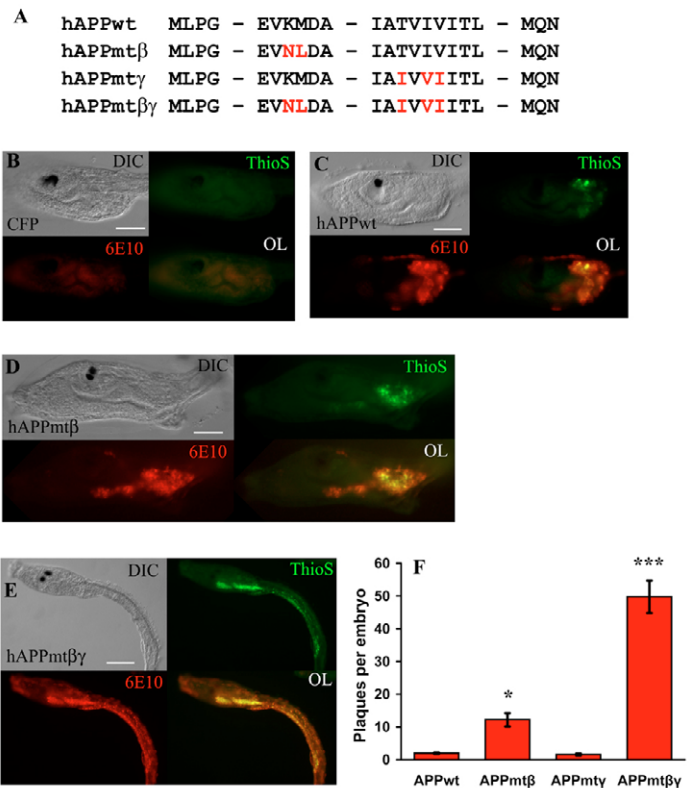 A
hAPPwt MLPG – EVKMDA – IATVIVITL – MQN
hAPPmtβ MLPG – EVNLDA – IATVIVITL – MQN
hAPPmtγ MLPG – EVKMDA – IAIVVIITL – MQN
hAPPmtβγ MLPG – EVNLDA – IAIVVIITL – MQN
B DIC ThioS
CFP
6E10 OL
C DIC ThioS
hAPPwt
6E10 OL
D DIC ThioS
hAPPmtβ
6E10 OL
E DIC ThioS
hAPPmtβγ
6E10 OL
F
Plaques per embryo
60
50
40
30
20
10
0
*
***
APPwt APPmtβ APPmtγ APPmtβγ